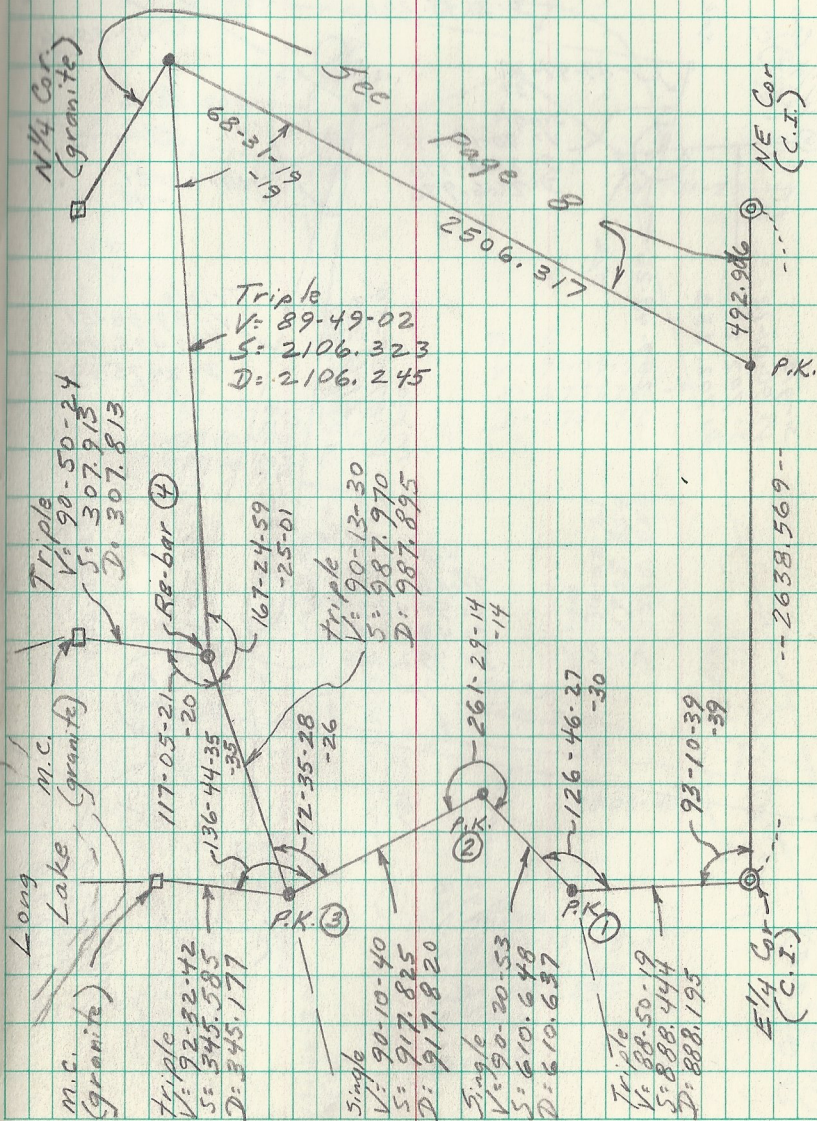 N 1/4 Cor.
(granite)
See
page 8
68-31-19
-19
2506.317
NE Cor
(C.I.)
492.906
P.K.
--2638.569--
Triple
V= 89-49-02
S= 2106.323
D= 2106.245
Triple
V= 90-50-24
S= 307.913
D= 307.813
Re-bar 4
167-24-59
-25-01
triple
V= 90-13-30
S= 987.970
D= 987.895
M.C.
(granite)
Long
Lake
M.C.
(granite)
117-05-21
-20
136-44-35
-35
72-35-28
-26
P.K. 3
261-29-14
-14
P.K.
2
126-46-27
-30
P.K.
1
93-10-39
-39
triple
V= 92-32-42
S= 345.585
D= 345.177
Single
V= 90-10-40
S= 917.825
D= 917.820
Single
V= 90-20-53
S= 610.648
D= 610.637
Triple
V= 88-50-19
S= 888.444
D= 888.195
E 1/4 Cor
(C.I.)